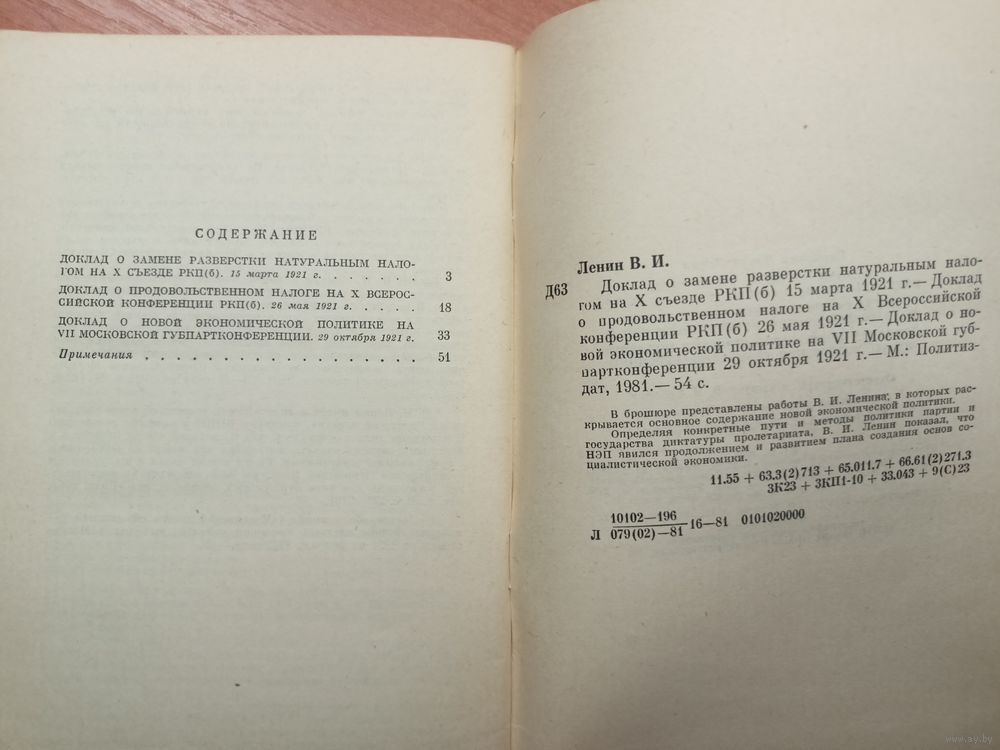 СОДЕРЖАНИЕ
ДОКЛАД О ЗАМЕНЕ РАЗВЕРСТКИ НАТУРАЛЬНЫМ НАЛО-
ГОМ НА X СЪЕЗДЕ РКП(б). 15 марта 1921 г. . . . . . . . 3
ДОКЛАД О ПРОДОВОЛЬСТВЕННОМ НАЛОГЕ НА X ВСЕРОС-
СИЙСКОЙ КОНФЕРЕНЦИИ РКП(б). 26 мая 1921 г. . . . . . 18
ДОКЛАД О НОВОЙ ЭКОНОМИЧЕСКОЙ ПОЛИТИКЕ НА
VII МОСКОВСКОЙ ГУБПАРТКОНФЕРЕНЦИИ. 29 октября 1921 г. 33
Примечания . . . . . . . . . . . . . . . . . 51
Ленин В. И.
Д63 Доклад о замене разверстки натуральным нало-
гом на X съезде РКП(б) 15 марта 1921 г.— Доклад
о продовольственном налоге на X Всероссийской
конференции РКП(б) 26 мая 1921 г.— Доклад о но-
вой экономической политике на VII Московской губ-
партконференции 29 октября 1921 г.— М.: Политиз-
дат, 1981.— 54 с.
В брошюре представлены работы В. И. Ленина, в которых рас-
крывается основное содержание новой экономической политики.
Определяя конкретные пути и методы политики партии и
государства диктатуры пролетариата, В. И. Ленин показал, что
НЭП явился продолжением и развитием плана создания основ со-
циалистической экономики.
11.55 + 63.3(2)713 + 65.011.7 + 66.61(2)271.3
3К23 + 3КП1-10 + 33.043 + 9(С)23
Л 10102—196
079(02)—81 16—81 0101020000
www.ay.by